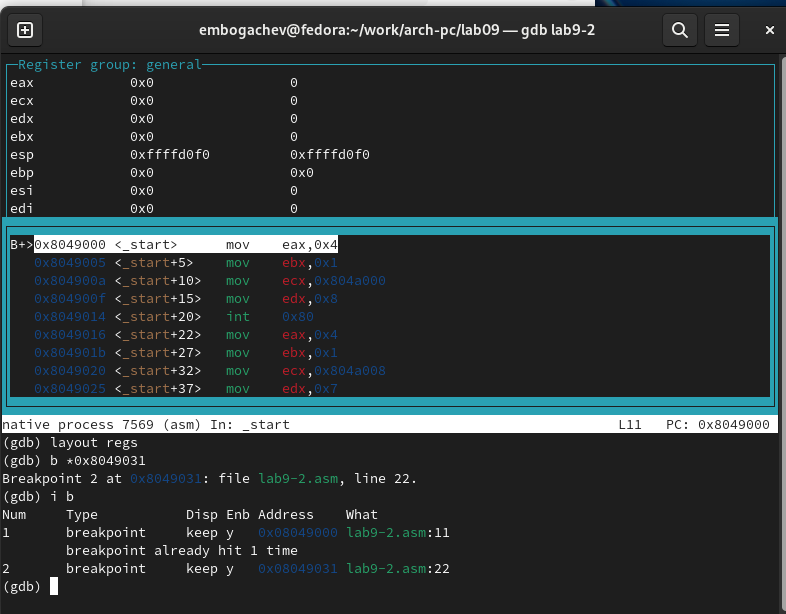 embogachev@fedora:~/work/arch-pc/lab09 — gdb lab9-2
Register group: general
eax 0x0 0
ecx 0x0 0
edx 0x0 0
ebx 0x0 0
esp 0xffffd0f0 0xffffd0f0
ebp 0x0 0x0
esi 0x0 0
edi 0x0 0
B+>0x8049000 <_start> mov eax,0x4
0x8049005 <_start+5> mov ebx,0x1
0x804900a <_start+10> mov ecx,0x804a000
0x804900f <_start+15> mov edx,0x8
0x8049014 <_start+20> int 0x80
0x8049016 <_start+22> mov eax,0x4
0x804901b <_start+27> mov ebx,0x1
0x8049020 <_start+32> mov ecx,0x804a008
0x8049025 <_start+37> mov edx,0x7
native process 7569 (asm) In: _start L11 PC: 0x8049000
(gdb) layout regs
(gdb) b *0x8049031
Breakpoint 2 at 0x8049031: file lab9-2.asm, line 22.
(gdb) i b
Num Type Disp Enb Address What
1 breakpoint keep y 0x08049000 lab9-2.asm:11
breakpoint already hit 1 time
2 breakpoint keep y 0x08049031 lab9-2.asm:22
(gdb)